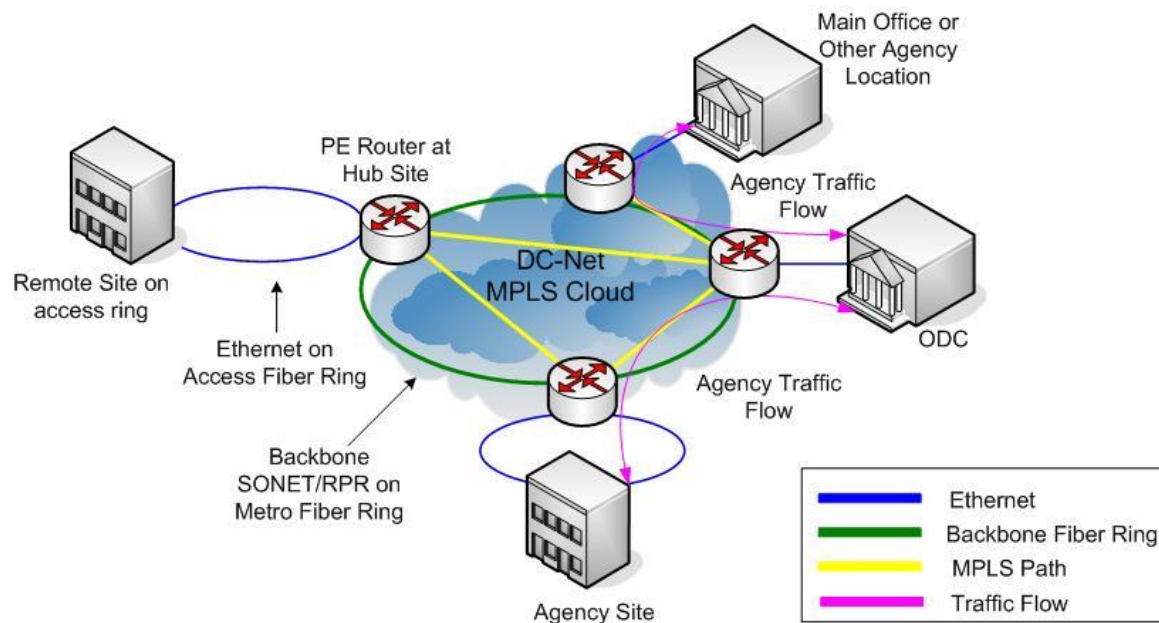 Main Office or
Other Agency
Location
PE Router at
Hub Site
Agency Traffic
Flow
DC-Net
MPLS Cloud
Remote Site on
access ring
ODC
Ethernet on
Access Fiber Ring
Agency Traffic
Flow
Backbone
SONET/RPR on
Metro Fiber Ring
Agency Site
Ethernet
Backbone Fiber Ring
MPLS Path
Traffic Flow